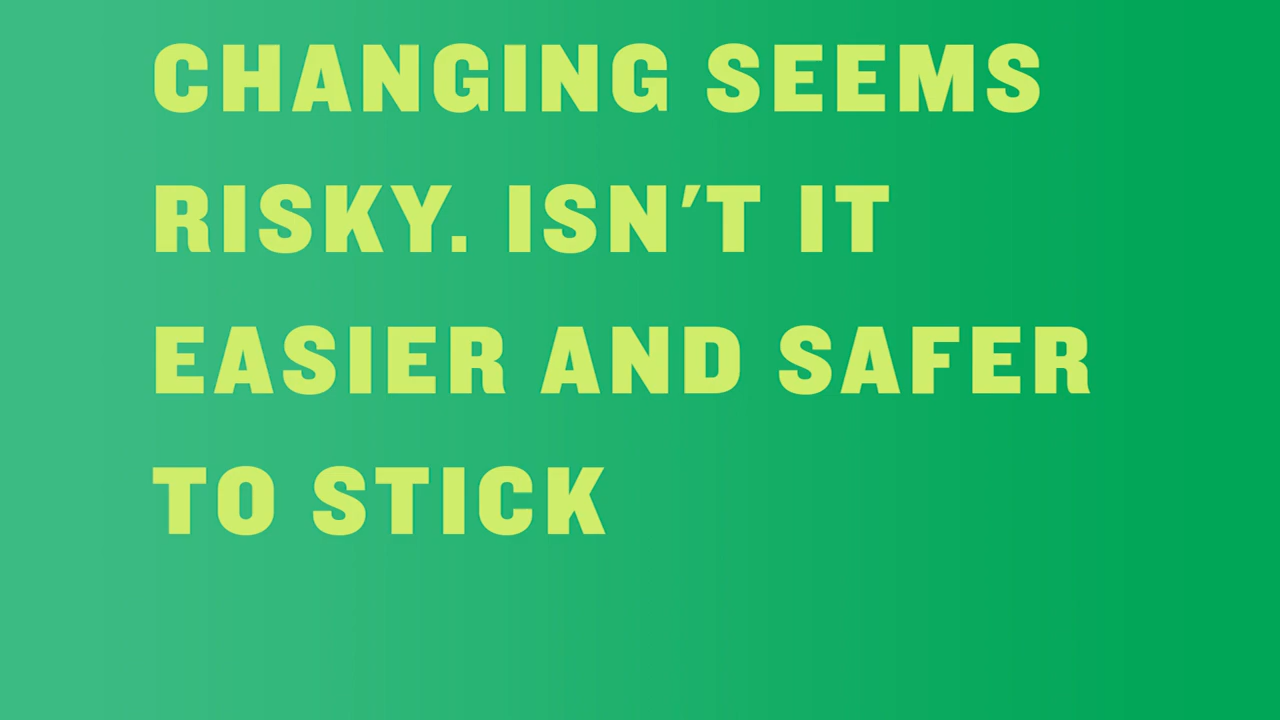 CHANGING SEEMS
RISKY. ISN'T IT
EASIER AND SAFER
TO STICK